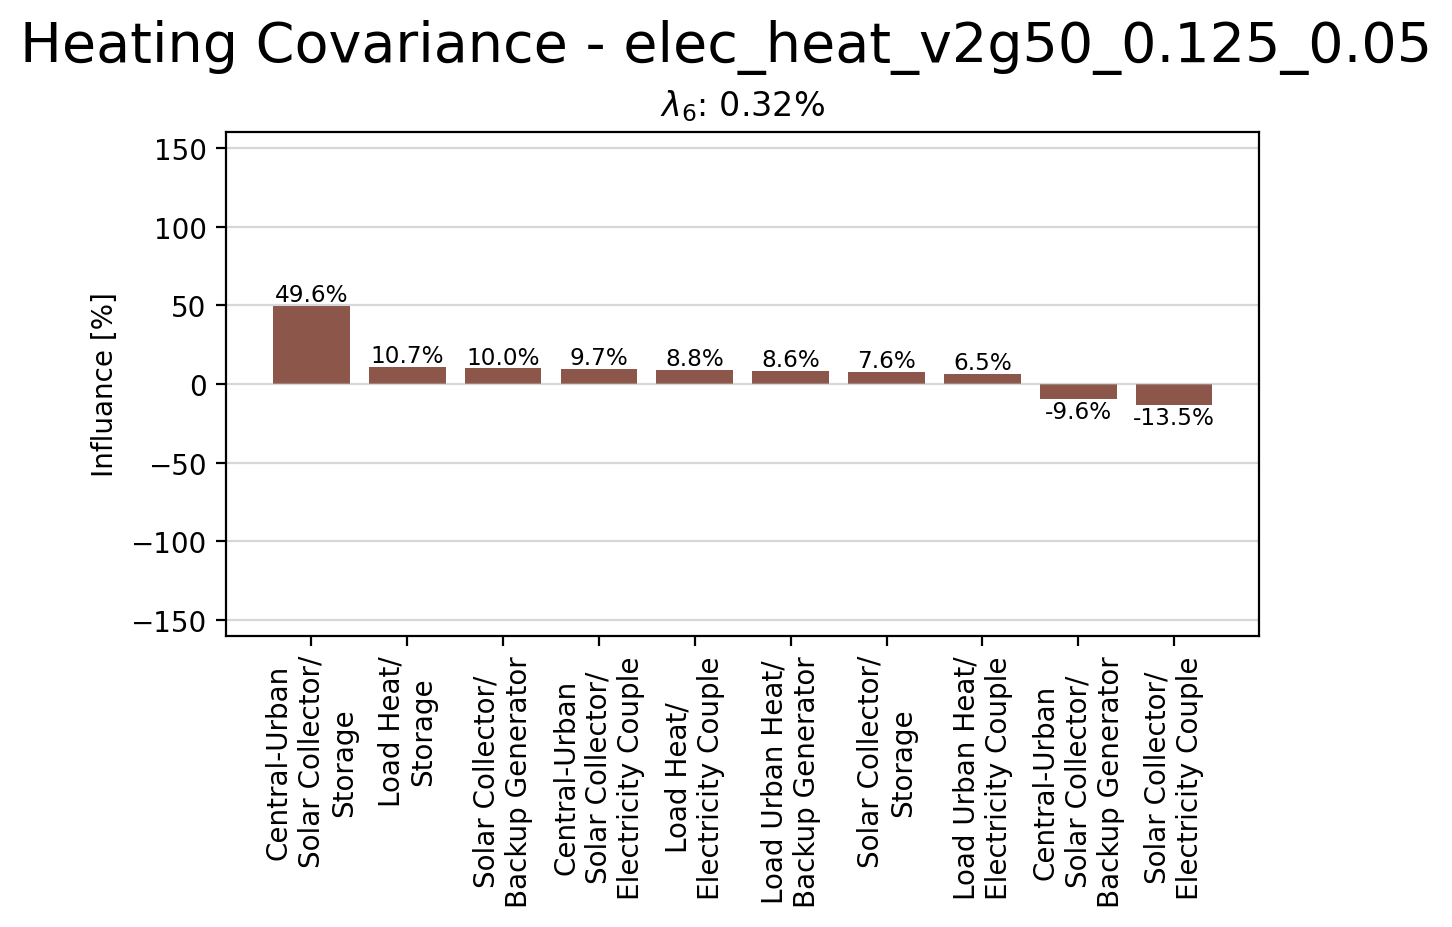 Heating Covariance - elec_heat_v2g50_0.125_0.05
λ6: 0.32%
Influance [%]
150
100
50
0
−50
−100
−150
49.6%
10.7%
10.0%
9.7%
8.8%
8.6%
7.6%
6.5%
-9.6%
-13.5%
Central-Urban
Solar Collector/
Storage
Load Heat/
Storage
Solar Collector/
Backup Generator
Central-Urban
Solar Collector/
Electricity Couple
Load Heat/
Electricity Couple
Load Urban Heat/
Backup Generator
Solar Collector/
Storage
Load Urban Heat/
Electricity Couple
Central-Urban
Solar Collector/
Backup Generator
Solar Collector/
Electricity Couple